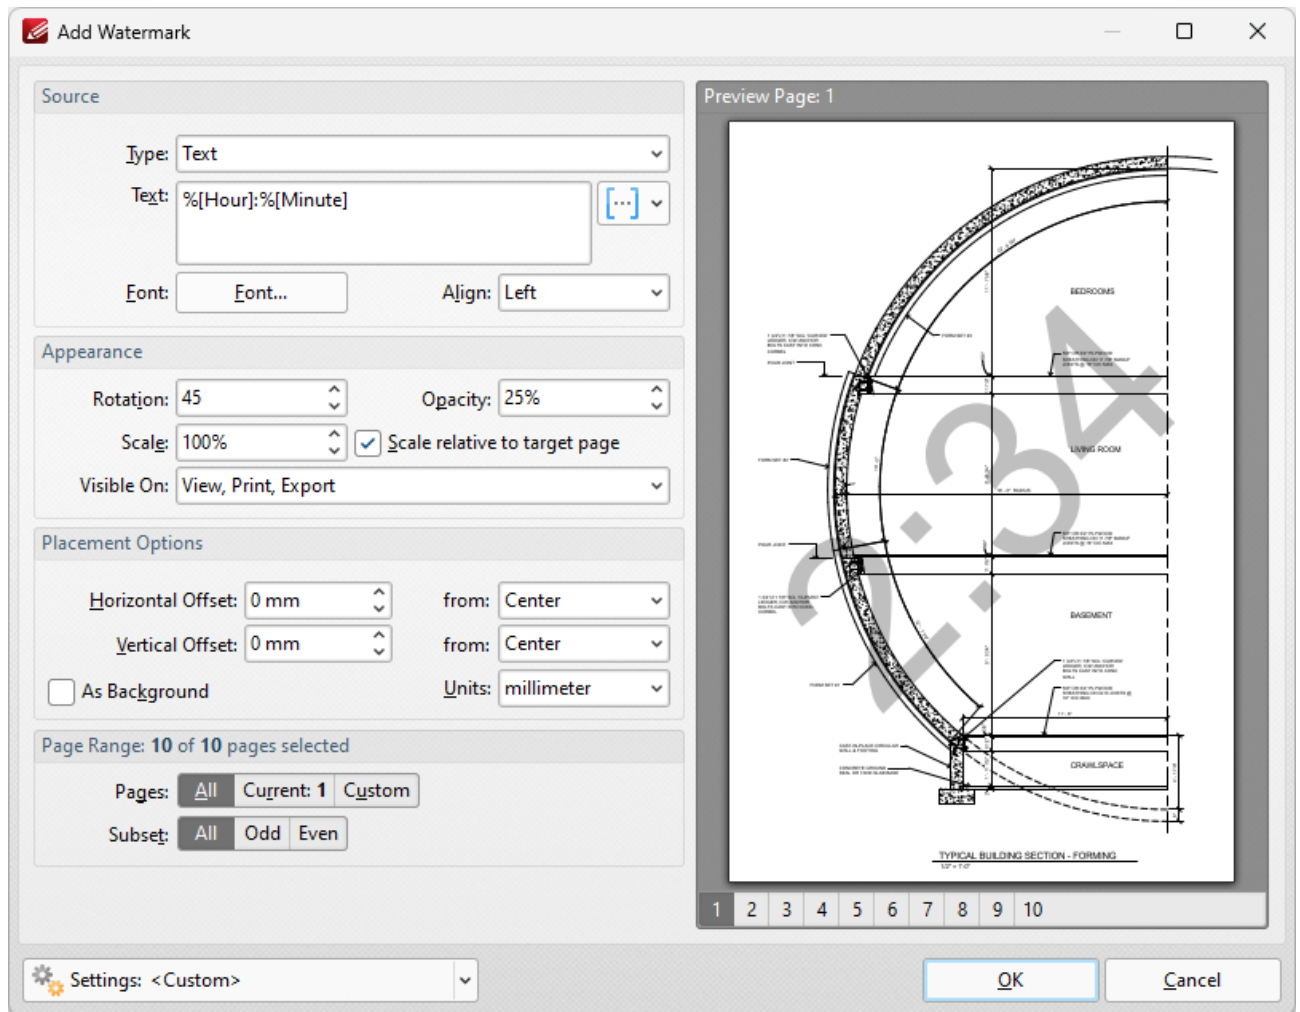 Add Watermark
Source
Type: Text
Text: %[Hour]:%[Minute]
Font: Font... Align: Left
Appearance
Rotation: 45 Opacity: 25%
Scale: 100% Scale relative to target page
Visible On: View, Print, Export
Placement Options
Horizontal Offset: 0 mm from: Center
Vertical Offset: 0 mm from: Center
As Background Units: millimeter
Page Range: 10 of 10 pages selected
Pages: All Current: 1 Custom
Subset: All Odd Even
Preview Page: 1
BEDROOMS
LIVING ROOM
BASEMENT
CRAWLSPACE
2:34
TYPICAL BUILDING SECTION - FORMING
1 2 3 4 5 6 7 8 9 10
Settings: <Custom>
OK Cancel